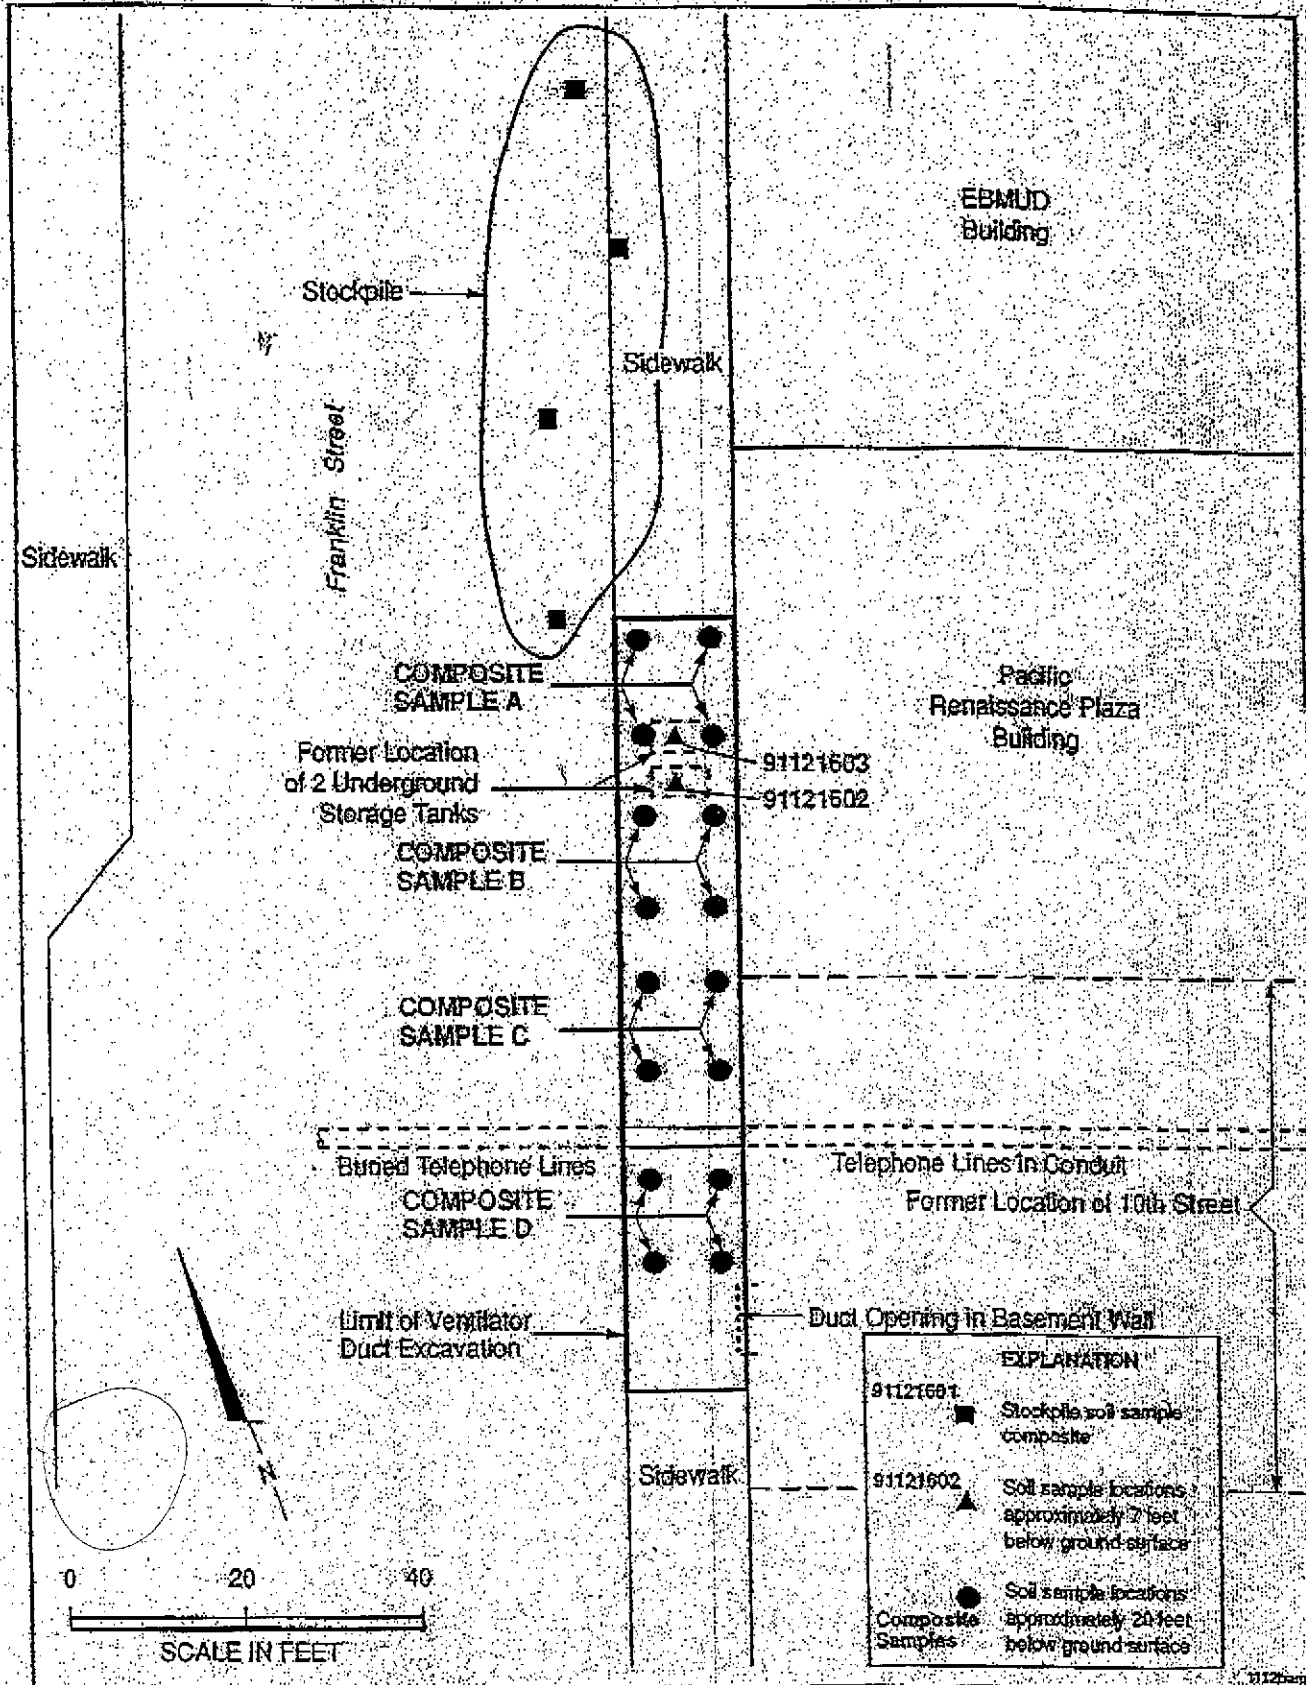 EBMUD
Building
Stockpile
Sidewalk
Franklin Street
Sidewalk
COMPOSITE
SAMPLE A
Pacific
Renaissance Plaza
Building
Former Location
of 2 Underground
Storage Tanks
91121603
91121602
COMPOSITE
SAMPLE B
COMPOSITE
SAMPLE C
Buried Telephone Lines
Telephone Lines in Conduit
COMPOSITE
SAMPLE D
Former Location of 10th Street
Limit of Ventilator
Duct Excavation
Duct Opening in Basement Wall
N
Sidewalk
0 20 40
SCALE IN FEET
EXPLANATION
91121601
Stockpile soil sample
composite
91121602
Soil sample locations
approximately 7 feet
below ground surface
Composite
Samples
Soil sample locations
approximately 20 feet
below ground surface